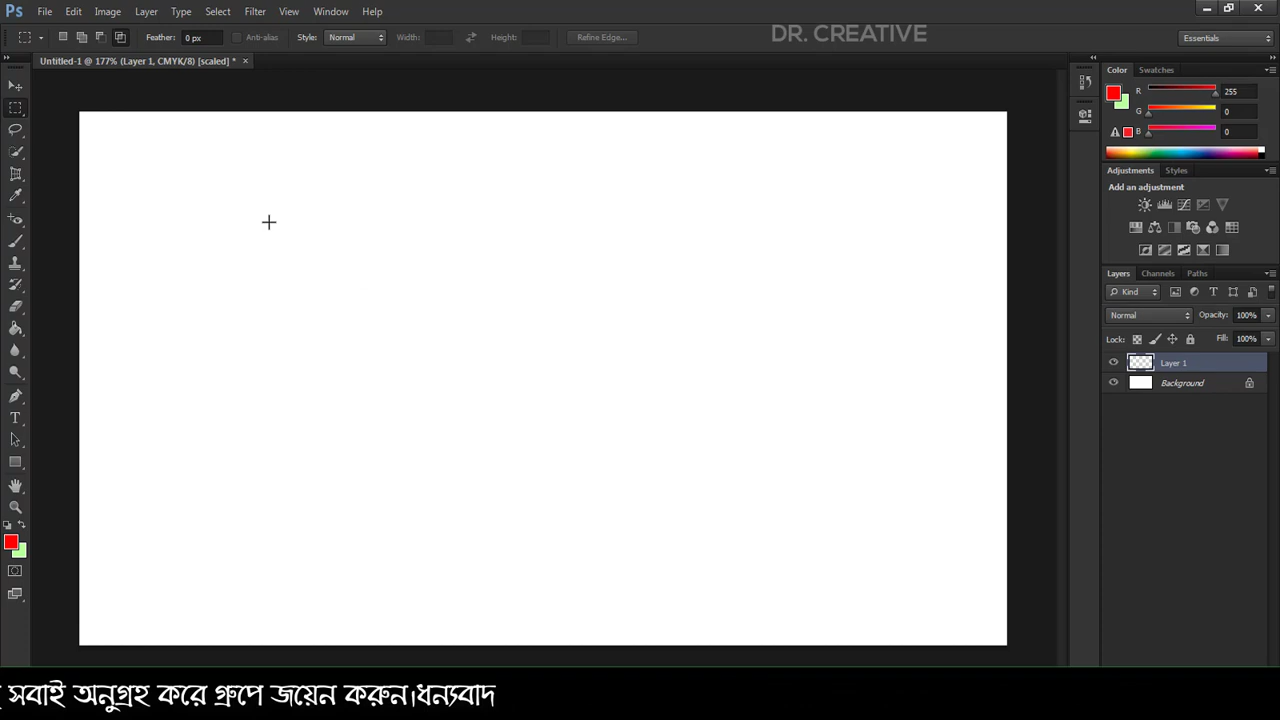 Ps File Edit Image Layer Type Select Filter View Window Help
Feather: 0 px Anti-alias Style: Normal Width: Height: Refine Edge... DR. CREATIVE Essentials
Untitled-1 @ 177% (Layer 1, CMYK/8) [scaled] * ×
Color Swatches
R 255
G 0
B 0
Adjustments Styles
Add an adjustment
Layers Channels Paths
Kind
Normal Opacity: 100%
Lock: Fill: 100%
Layer 1
Background
সবাই অনুগ্রহ করে গ্রুপে জয়েন করুন।ধন্যবাদ